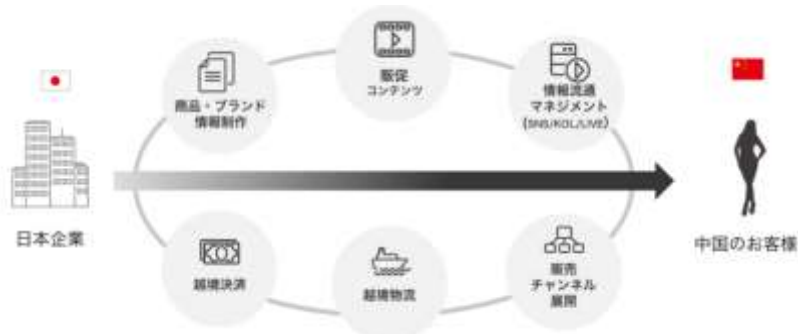 商品・ブランド
情報制作
販促
コンテンツ
情報流通
マネジメント
(SNS/KOL/LIVE)
日本企業
中国のお客様
越境決済
越境物流
販売
チャンネル
展開